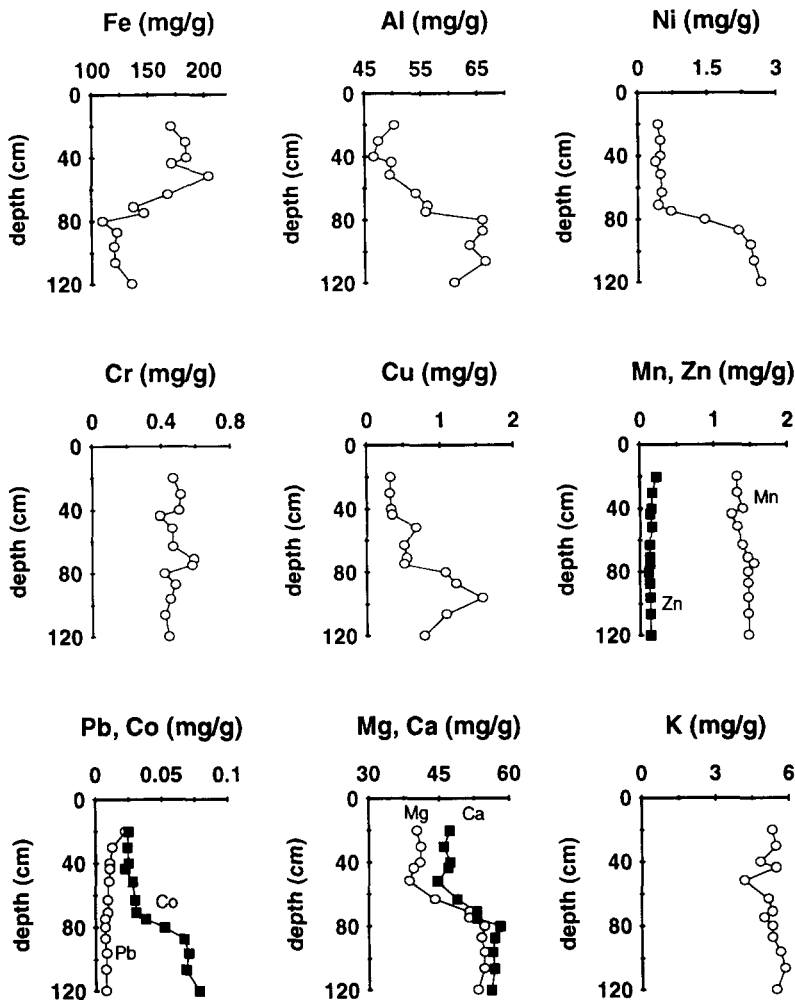 Fe (mg/g)
100 150 200
0
40
80
120
depth (cm)
Al (mg/g)
45 55 65
0
40
80
120
depth (cm)
Ni (mg/g)
0 1.5 3
0
40
80
120
depth (cm)
Cr (mg/g)
0 0.4 0.8
0
40
80
120
depth (cm)
Cu (mg/g)
0 1 2
0
40
80
120
depth (cm)
Mn, Zn (mg/g)
0 1 2
0
40
80
120
depth (cm)
Mn
Zn
Pb, Co (mg/g)
0 0.05 0.1
0
40
80
120
depth (cm)
Co
Pb
Mg, Ca (mg/g)
30 45 60
0
40
80
120
depth (cm)
Mg Ca
K (mg/g)
0 3 6
0
40
80
120
depth (cm)